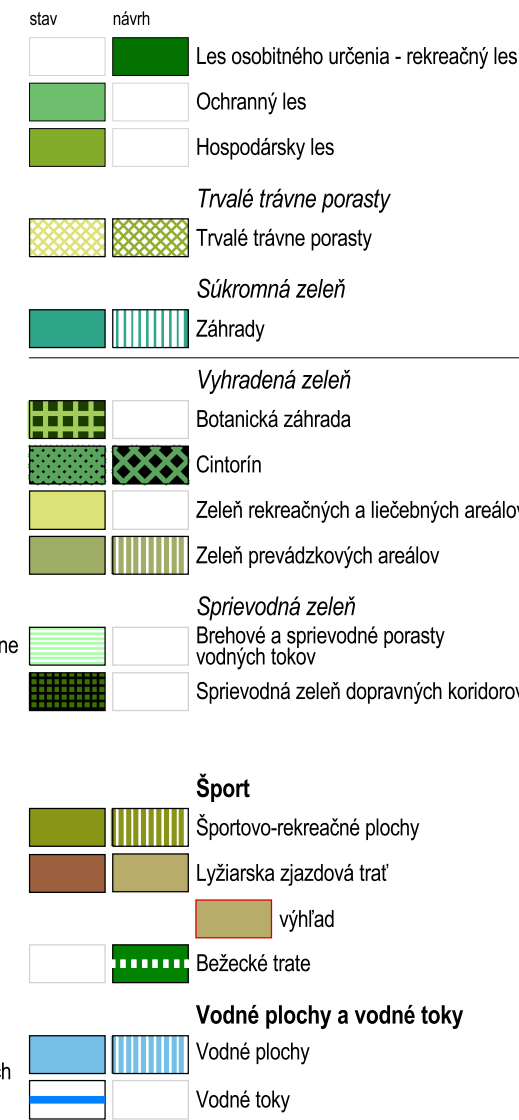 stav návrh
Les osobitného určenia - rekreačný les
Ochranný les
Hospodársky les
Trvalé trávne porasty
Trvalé trávne porasty
Súkromná zeleň
Záhrady
Vyhradená zeleň
Botanická záhrada
Cintorín
Zeleň rekreačných a liečebných areálov
Zeleň prevádzkových areálov
Sprievodná zeleň
Brehové a sprievodné porasty
ne vodných tokov
Sprievodná zeleň dopravných koridorov
Šport
Športovo-rekreačné plochy
Lyžiarska zjazdová trať
výhľad
Bežecké trate
Vodné plochy a vodné toky
Vodné plochy
ch
Vodné toky